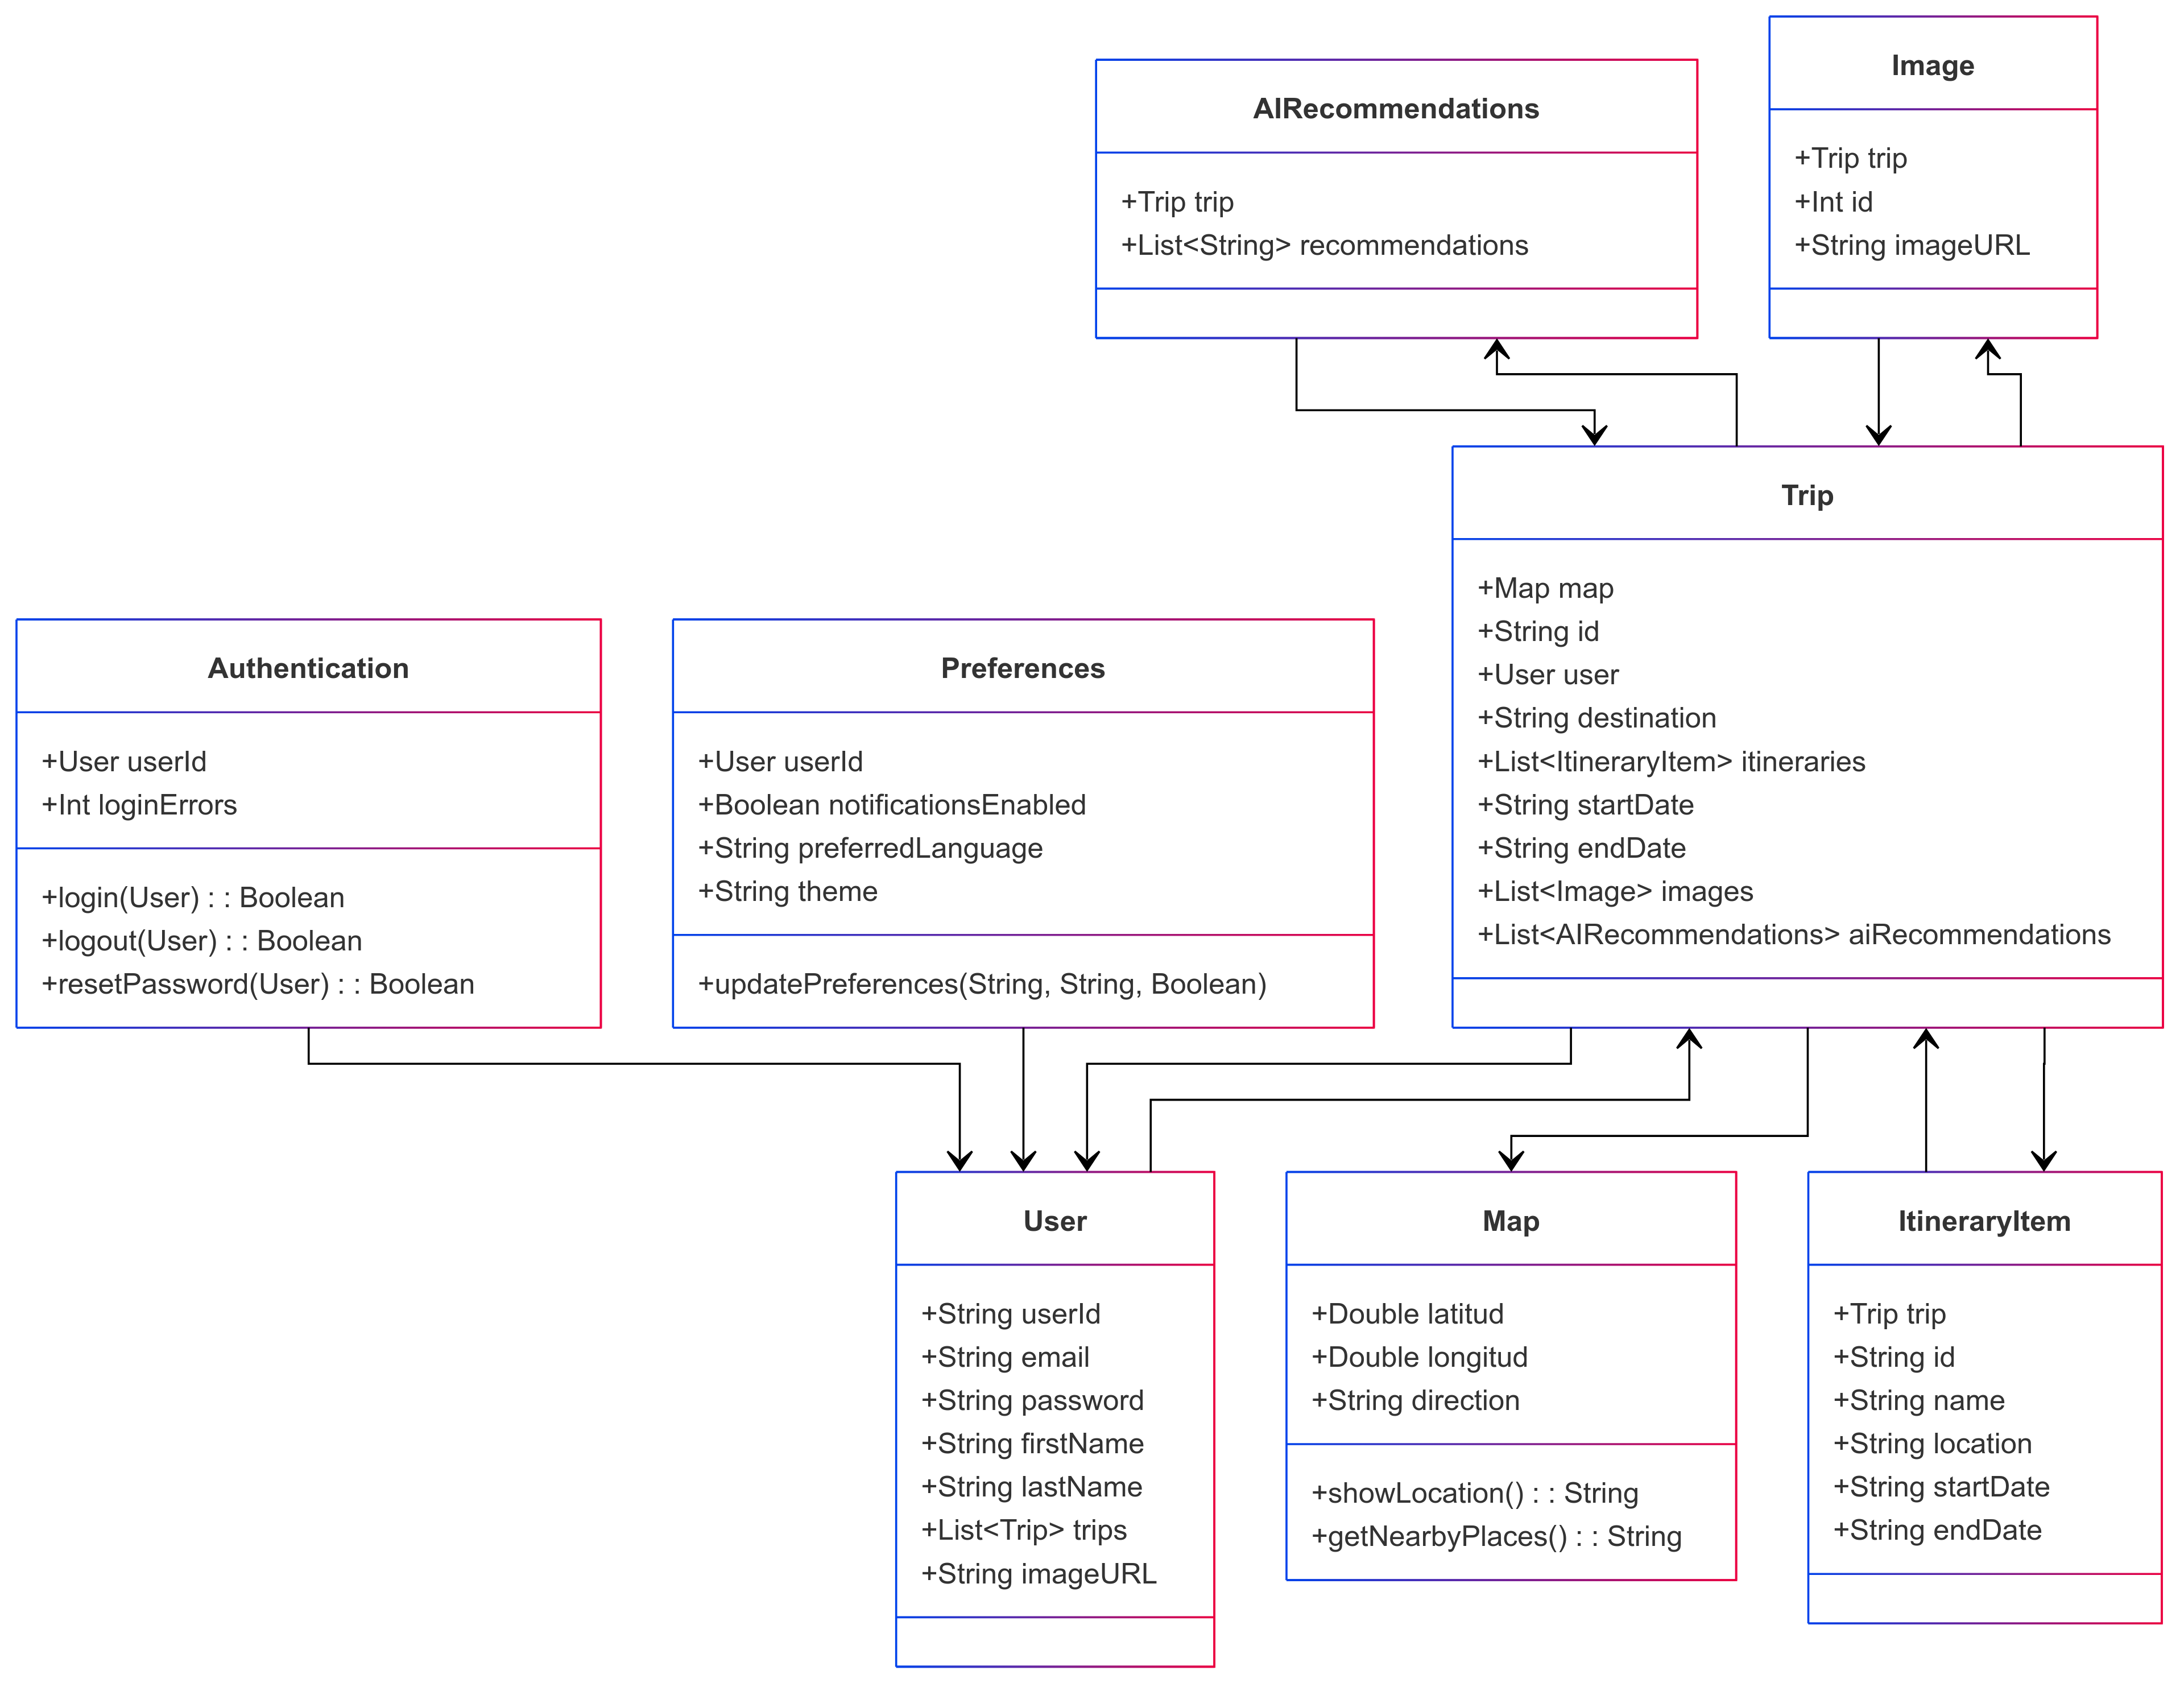 Image
+Trip trip
+Int id
+String imageURL
AIRecommendations
+Trip trip
+List<String> recommendations
Trip
+Map map
+String id
+User user
+String destination
+List<ItineraryItem> itineraries
+String startDate
+String endDate
+List<Image> images
+List<AIRecommendations> aiRecommendations
Authentication
+User userId
+Int loginErrors
+login(User) : : Boolean
+logout(User) : : Boolean
+resetPassword(User) : : Boolean
Preferences
+User userId
+Boolean notificationsEnabled
+String preferredLanguage
+String theme
+updatePreferences(String, String, Boolean)
User
+String userId
+String email
+String password
+String firstName
+String lastName
+List<Trip> trips
+String imageURL
Map
+Double latitud
+Double longitud
+String direction
+showLocation() : : String
+getNearbyPlaces() : : String
ItineraryItem
+Trip trip
+String id
+String name
+String location
+String startDate
+String endDate